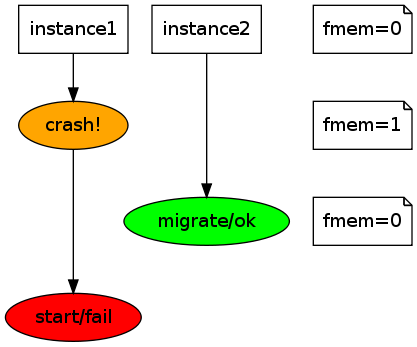 instance1
instance2
fmem=0
crash!
fmem=1
migrate/ok
fmem=0
start/fail